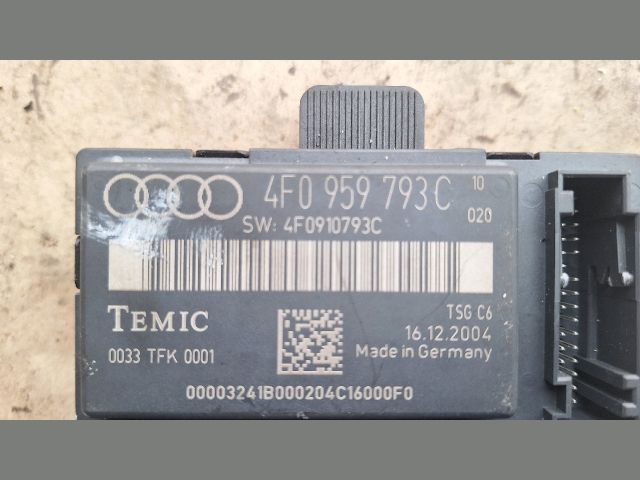 4F0 959 793C 10
020
SW: 4F0910793C
TEMIC
TSG C6
16.12.2004
0033 TFK 0001
Made in Germany
00003241B000204C16000F0